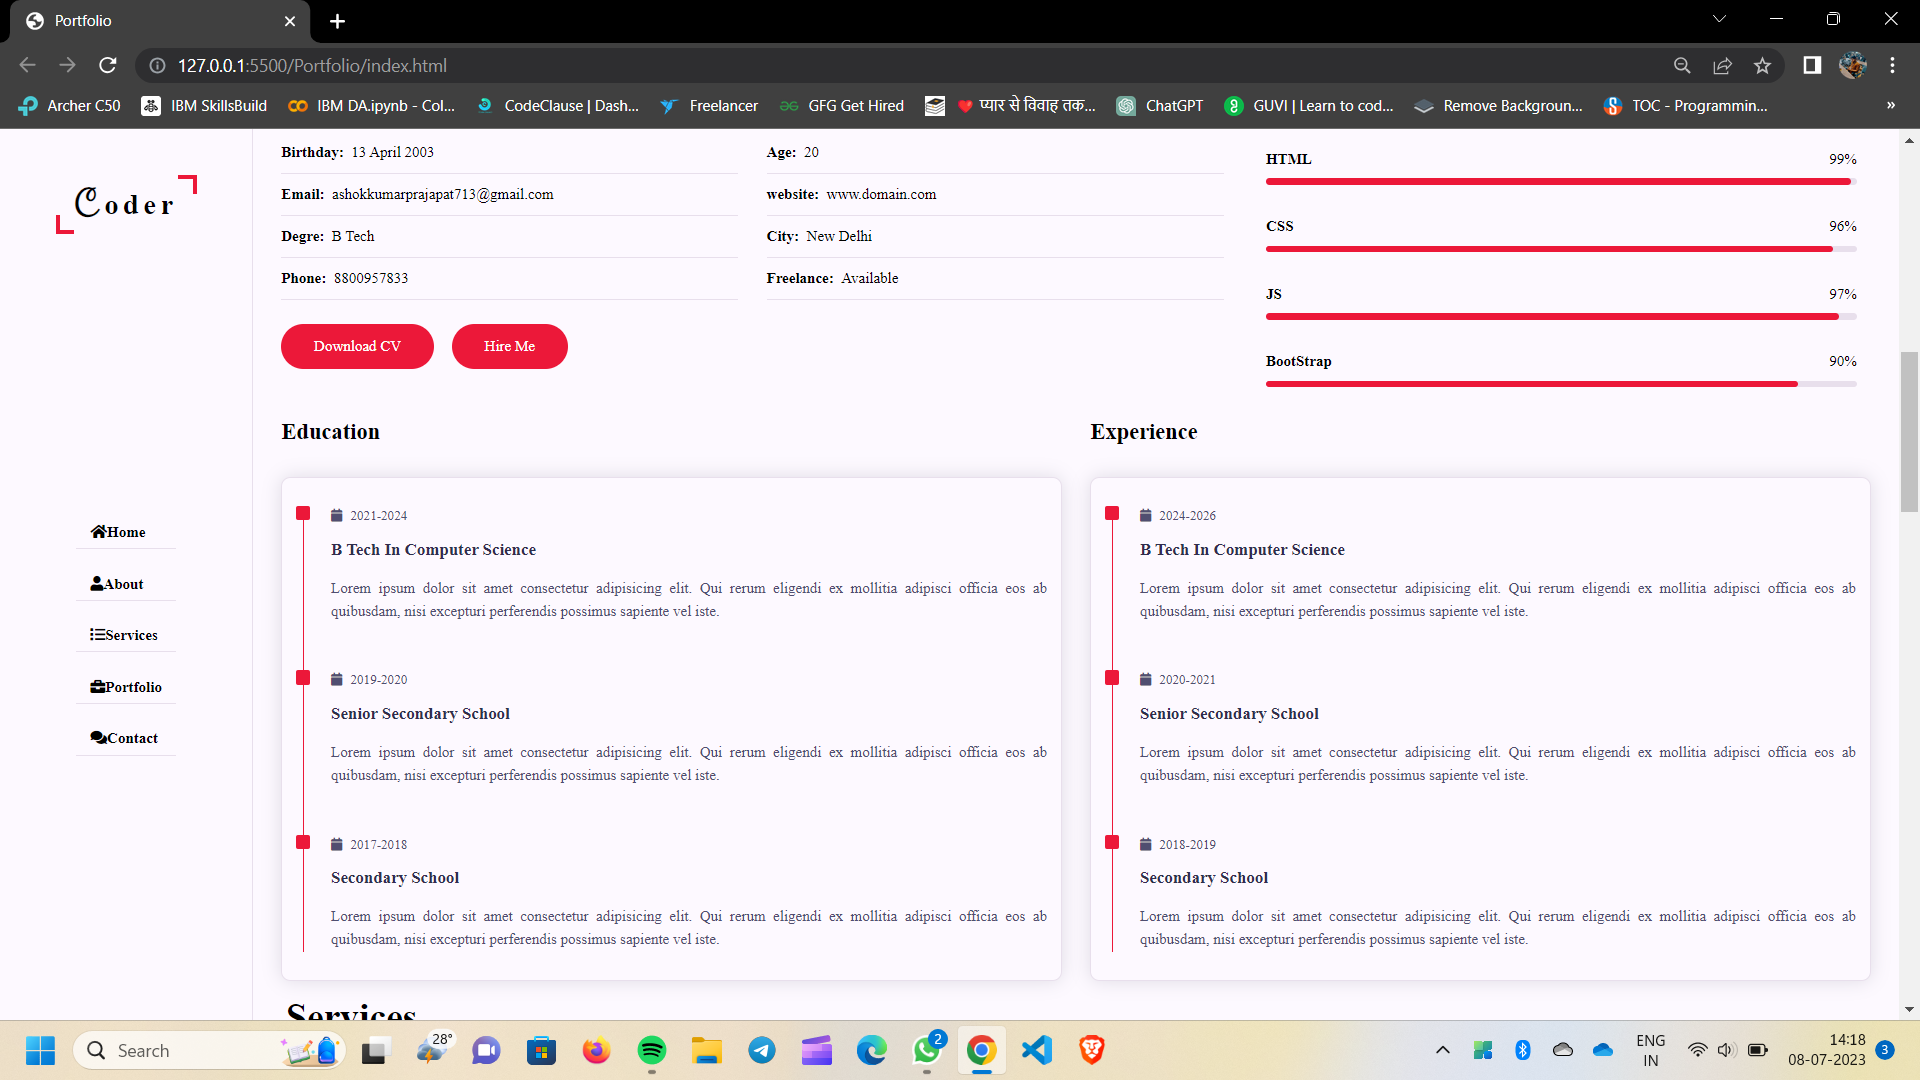 Portfolio
127.0.0.1:5500/Portfolio/index.html
Archer C50 IBM SkillsBuild IBM DA.ipynb - Col... CodeClause | Dash... Freelancer GFG Get Hired ❤️ प्यार से विवाह तक... ChatGPT GUVI | Learn to cod... Remove Backgroun... TOC - Programmin... »
Coder
Home
About
Services
Portfolio
Contact
Birthday: 13 April 2003 Age: 20
Email: ashokkumarprajapat713@gmail.com website: www.domain.com
Degre: B Tech City: New Delhi
Phone: 8800957833 Freelance: Available
Download CV Hire Me
HTML 99%
CSS 96%
JS 97%
BootStrap 90%
Education
2021-2024
B Tech In Computer Science
Lorem ipsum dolor sit amet consectetur adipisicing elit. Qui rerum eligendi ex mollitia adipisci officia eos ab
quibusdam, nisi excepturi perferendis possimus sapiente vel iste.
2019-2020
Senior Secondary School
Lorem ipsum dolor sit amet consectetur adipisicing elit. Qui rerum eligendi ex mollitia adipisci officia eos ab
quibusdam, nisi excepturi perferendis possimus sapiente vel iste.
2017-2018
Secondary School
Lorem ipsum dolor sit amet consectetur adipisicing elit. Qui rerum eligendi ex mollitia adipisci officia eos ab
quibusdam, nisi excepturi perferendis possimus sapiente vel iste.
Experience
2024-2026
B Tech In Computer Science
Lorem ipsum dolor sit amet consectetur adipisicing elit. Qui rerum eligendi ex mollitia adipisci officia eos ab
quibusdam, nisi excepturi perferendis possimus sapiente vel iste.
2020-2021
Senior Secondary School
Lorem ipsum dolor sit amet consectetur adipisicing elit. Qui rerum eligendi ex mollitia adipisci officia eos ab
quibusdam, nisi excepturi perferendis possimus sapiente vel iste.
2018-2019
Secondary School
Lorem ipsum dolor sit amet consectetur adipisicing elit. Qui rerum eligendi ex mollitia adipisci officia eos ab
quibusdam, nisi excepturi perferendis possimus sapiente vel iste.
Services
Search 28° 2 ENG 14:18
IN 08-07-2023 3